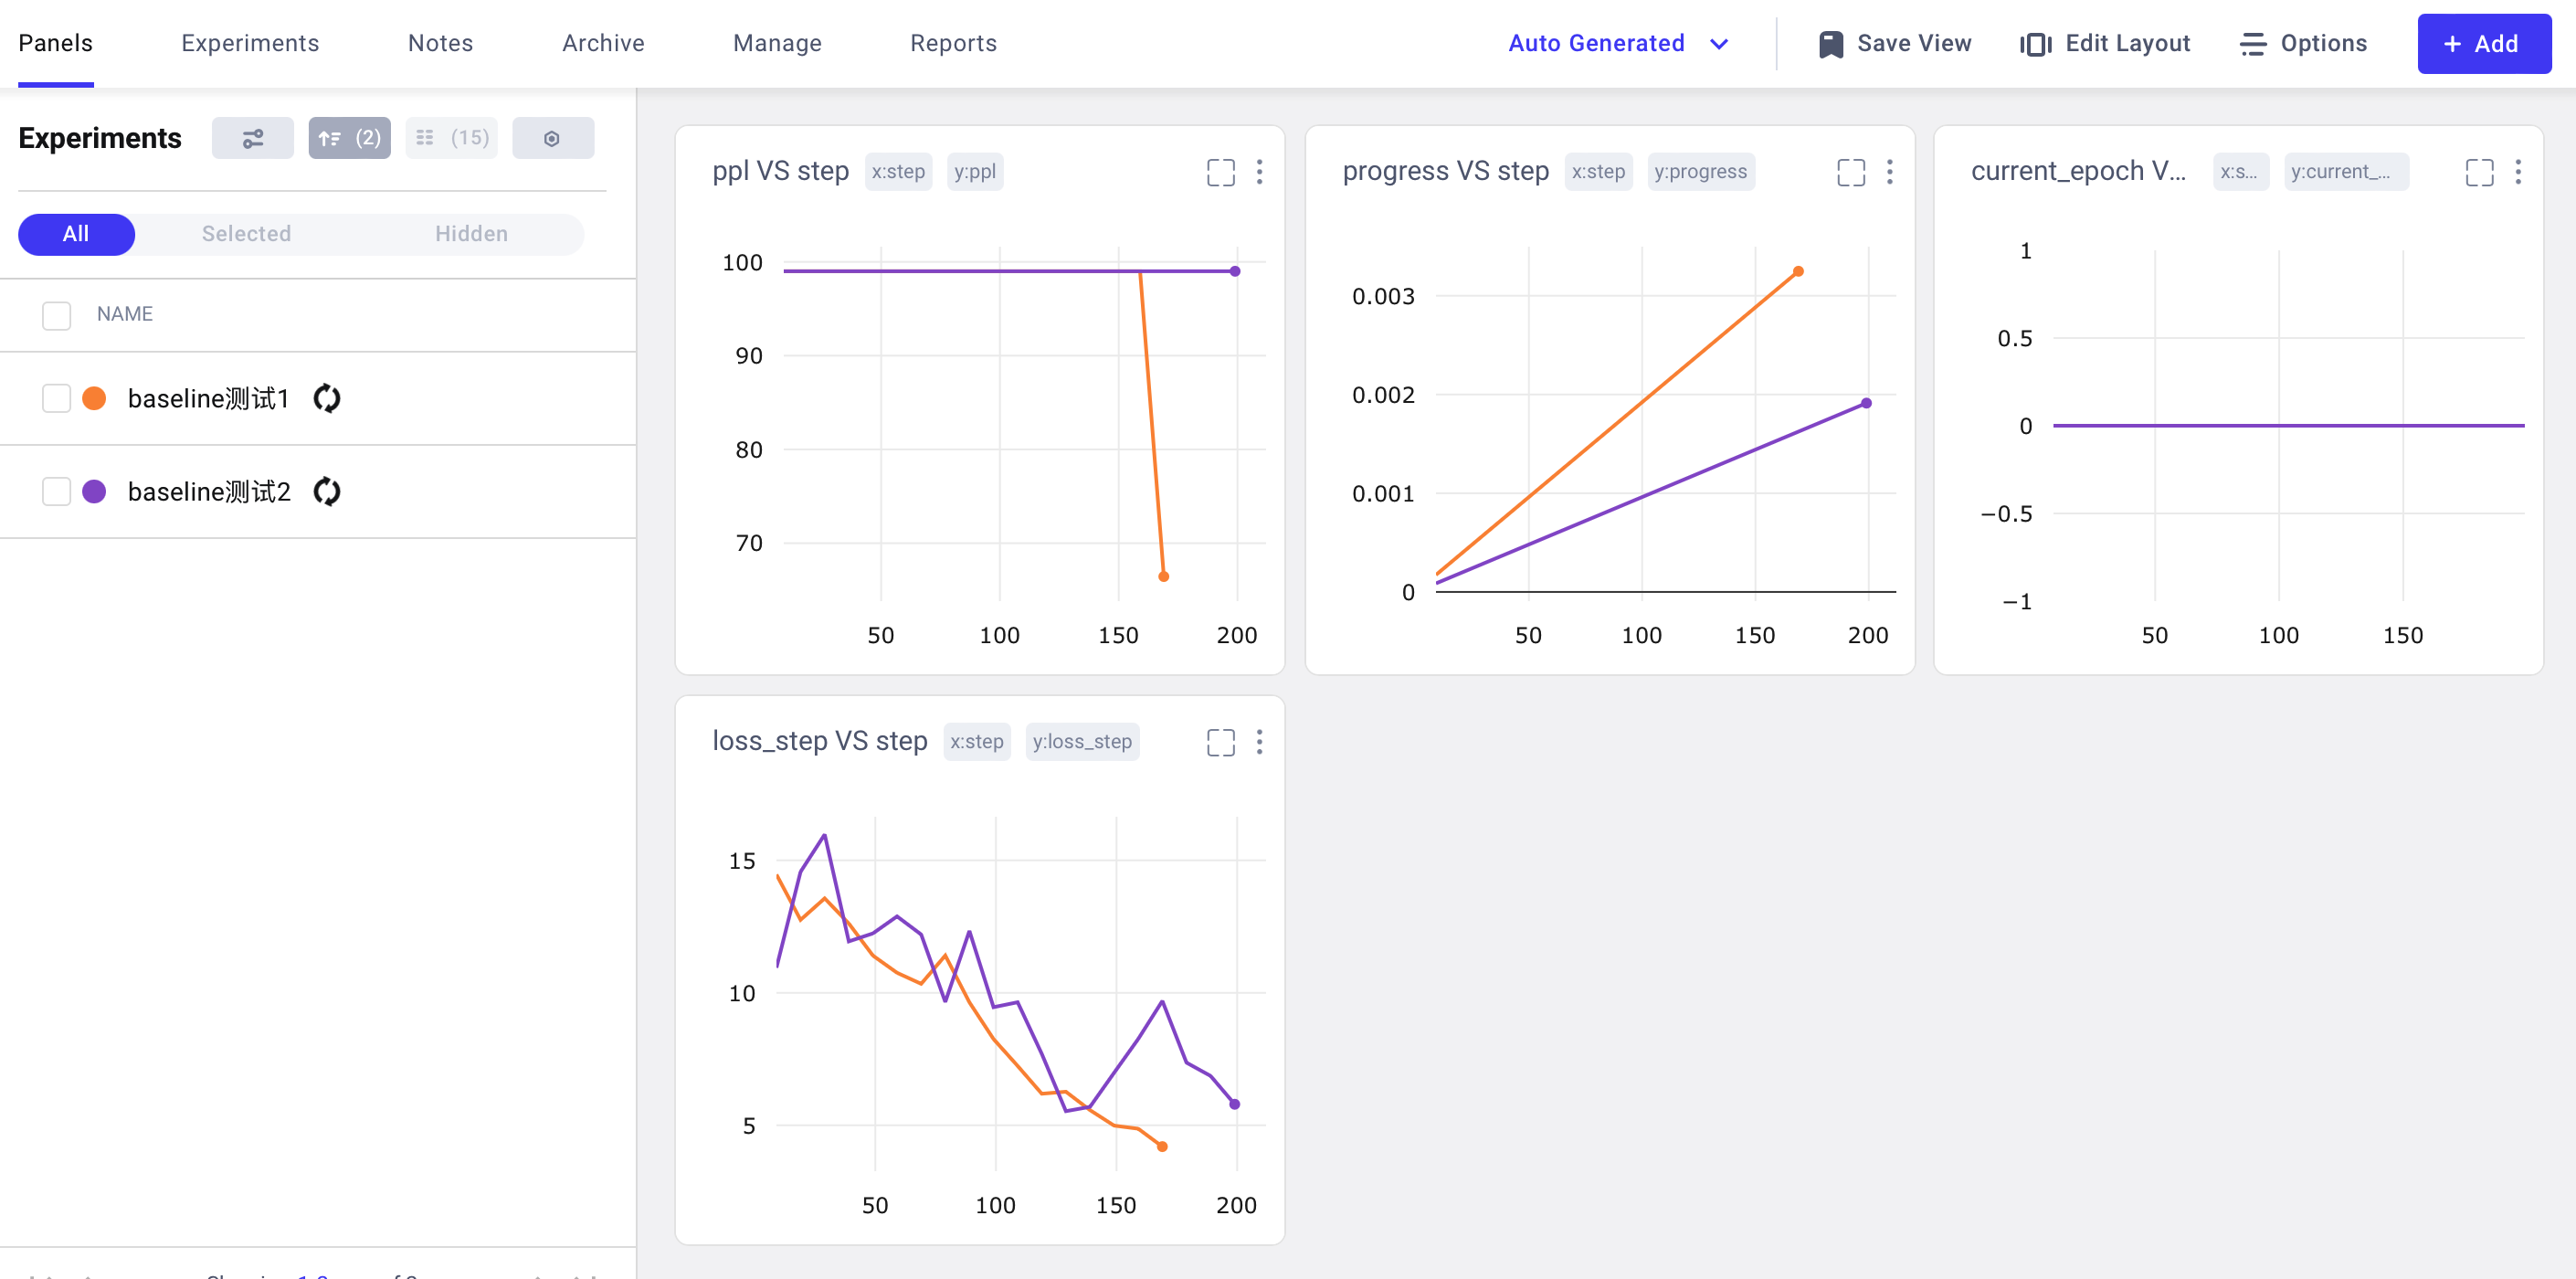 Panels Experiments Notes Archive Manage Reports Auto Generated Save View Edit Layout Options + Add
Experiments (2) (15)
All Selected Hidden
NAME
baseline测试1
baseline测试2
ppl VS step x:step y:ppl
100
90
80
70
50 100 150 200
progress VS step x:step y:progress
0.003
0.002
0.001
0
50 100 150 200
current_epoch V... x:s... y:current_...
1
0.5
0
−0.5
−1
50 100 150
loss_step VS step x:step y:loss_step
15
10
5
50 100 150 200